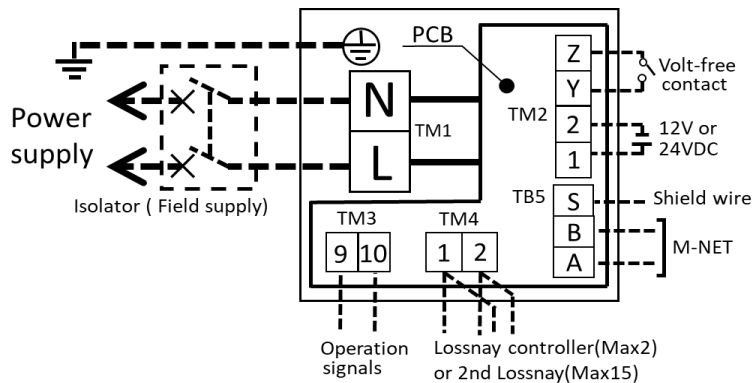 PCB
Z
Y
TM2
2
1
Volt-free
contact
12V or
24VDC
N
L
TM1
Power
supply
Isolator ( Field supply)
TB5
S
B
A
Shield wire
M-NET
TM3
9 10
TM4
1 2
Operation
signals
Lossnay controller(Max2)
or 2nd Lossnay(Max15)